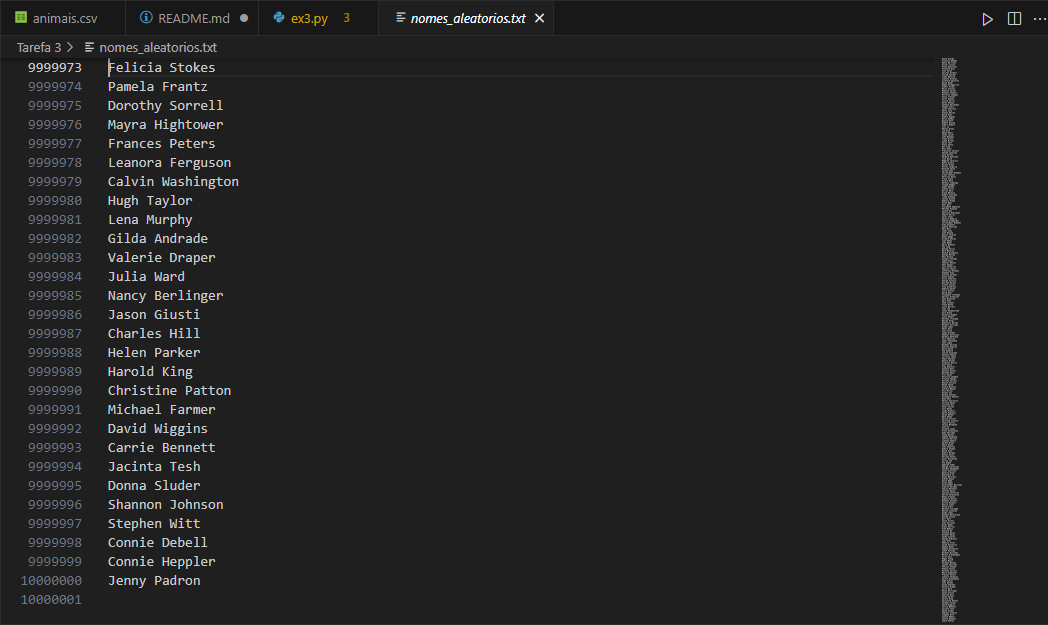 animais.csv README.md ex3.py 3 nomes_aleatorios.txt
Tarefa 3 nomes_aleatorios.txt
9999973 Felicia Stokes
9999974 Pamela Frantz
9999975 Dorothy Sorrell
9999976 Mayra Hightower
9999977 Frances Peters
9999978 Leanora Ferguson
9999979 Calvin Washington
9999980 Hugh Taylor
9999981 Lena Murphy
9999982 Gilda Andrade
9999983 Valerie Draper
9999984 Julia Ward
9999985 Nancy Berlinger
9999986 Jason Giusti
9999987 Charles Hill
9999988 Helen Parker
9999989 Harold King
9999990 Christine Patton
9999991 Michael Farmer
9999992 David Wiggins
9999993 Carrie Bennett
9999994 Jacinta Tesh
9999995 Donna Sluder
9999996 Shannon Johnson
9999997 Stephen Witt
9999998 Connie Debell
9999999 Connie Heppler
10000000 Jenny Padron
10000001